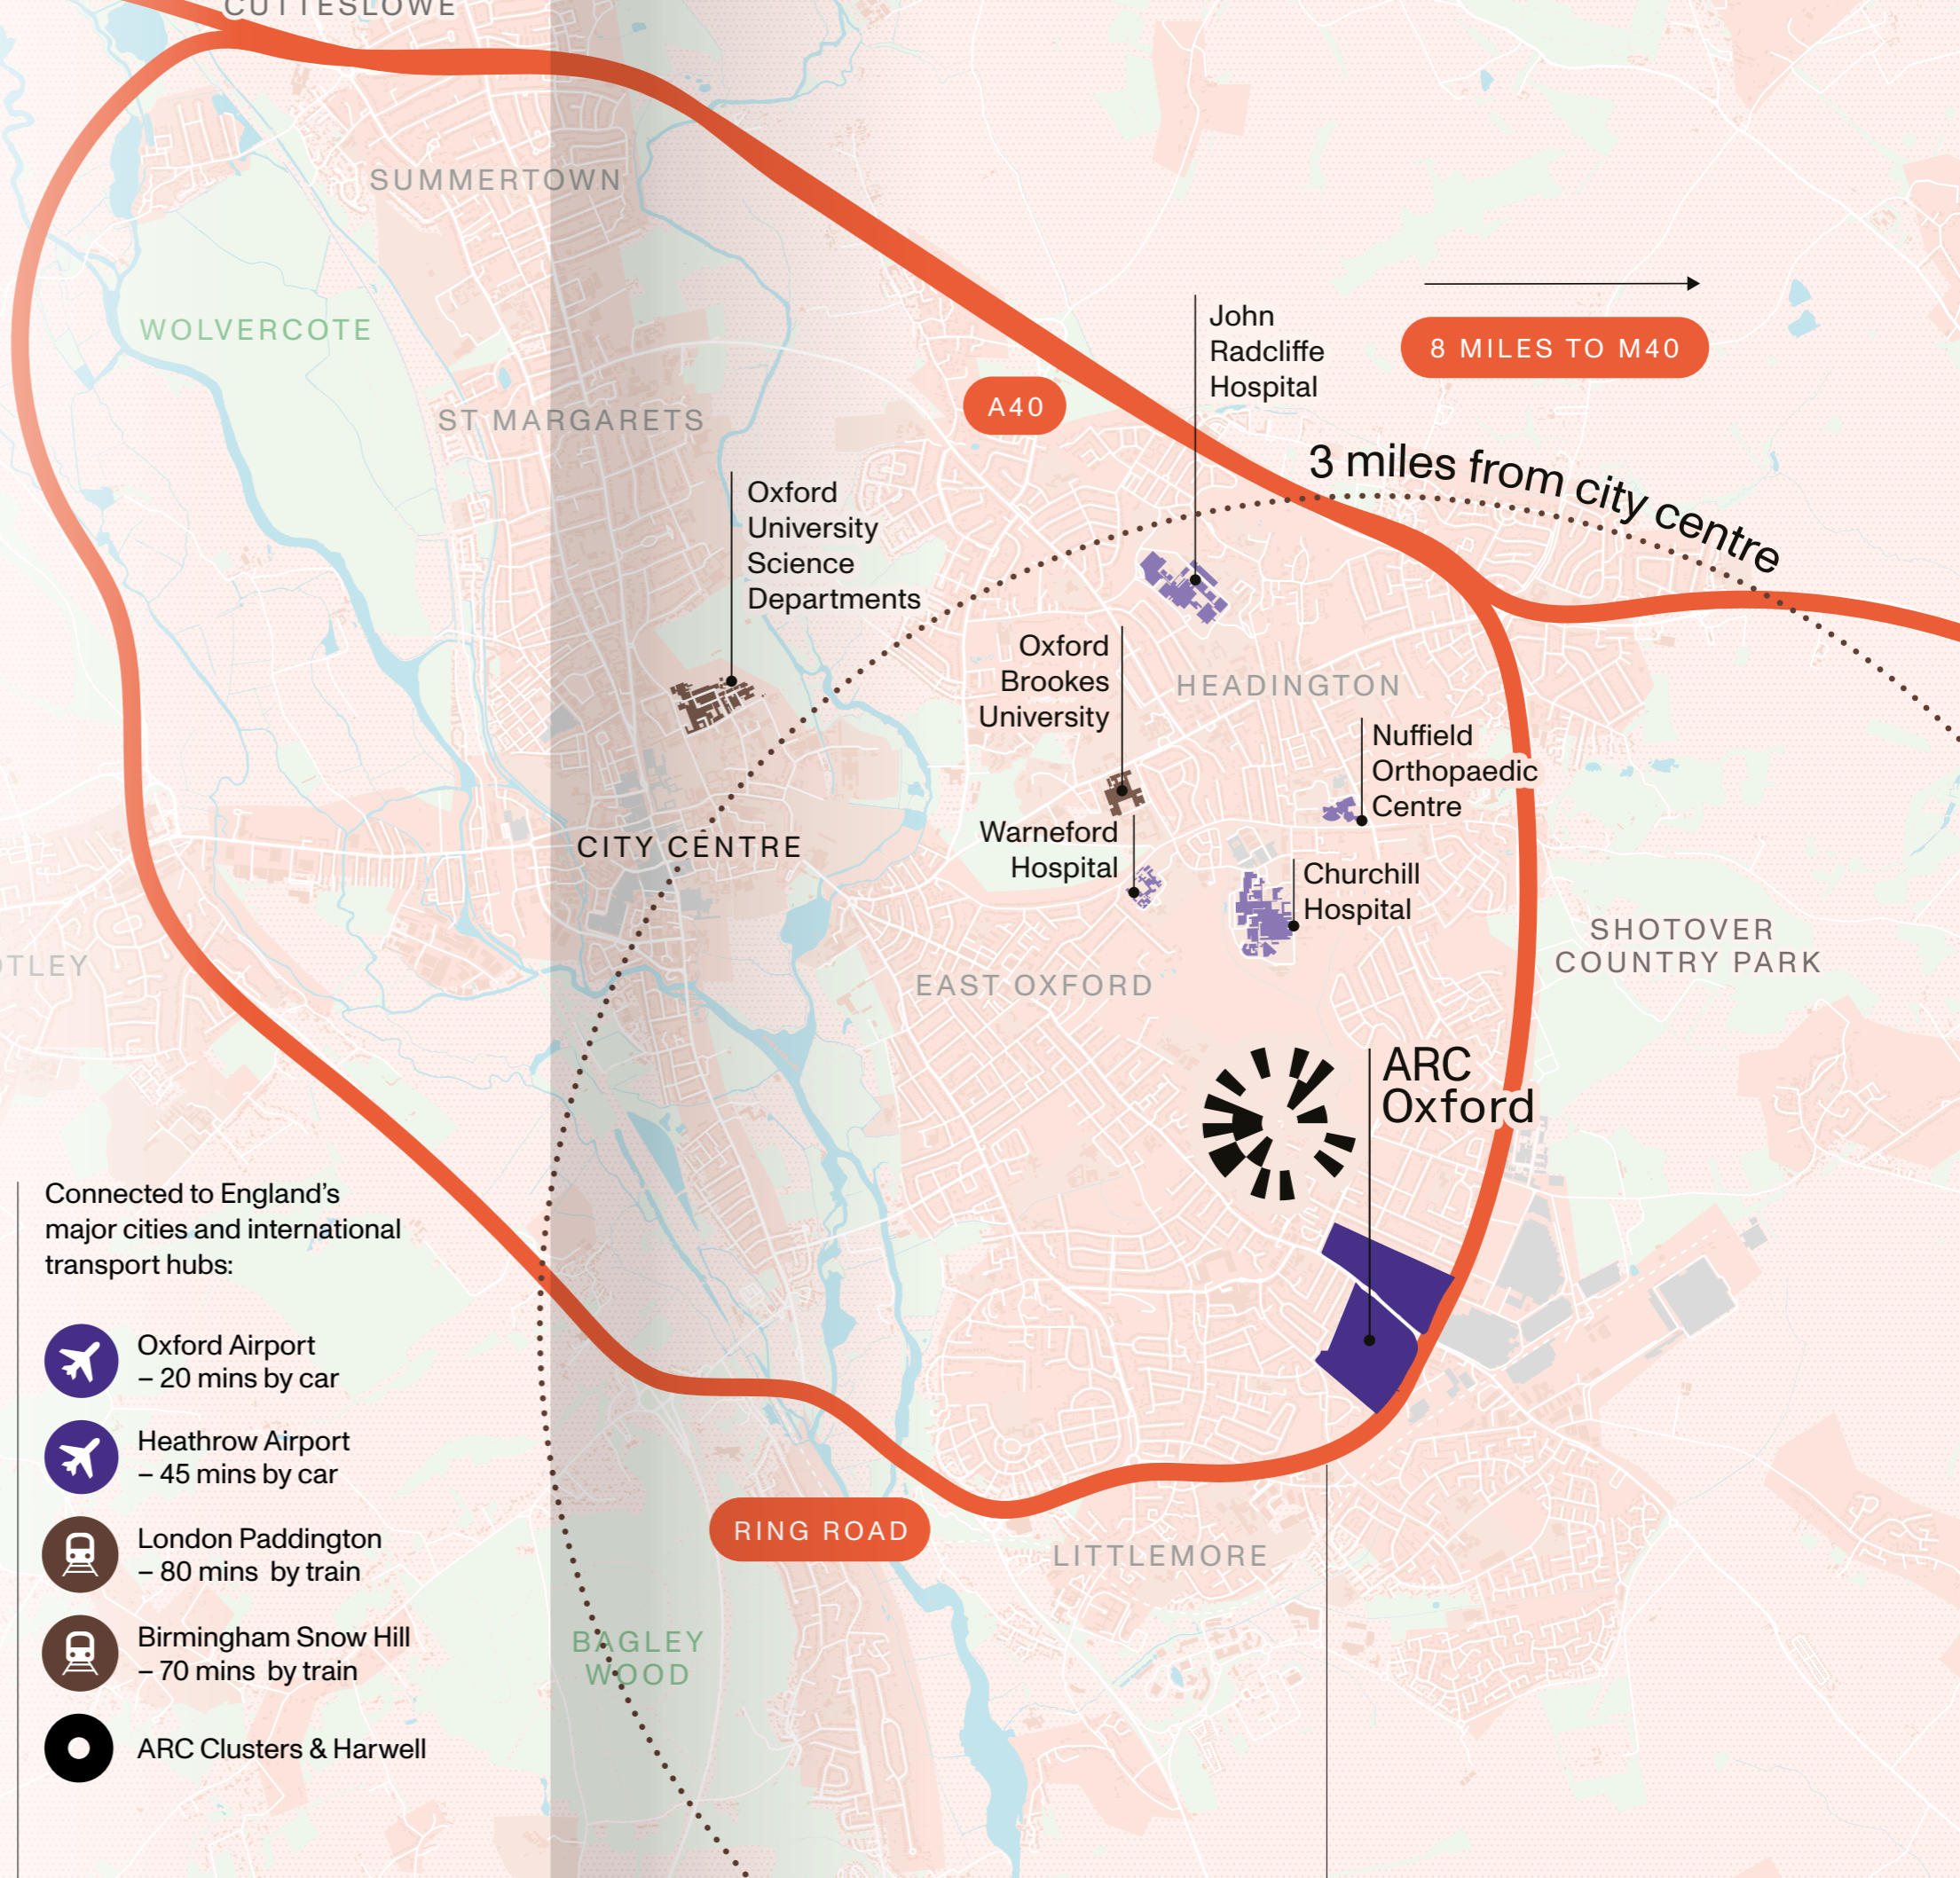 CUTTESLOWE
SUMMERTOWN
WOLVERCOTE
ST MARGARETS
A40
John
Radcliffe
Hospital
8 MILES TO M40
3 miles from city centre
Oxford
University
Science
Departments
Oxford
Brookes
University
HEADINGTON
Nuffield
Orthopaedic
Centre
CITY CENTRE
Warneford
Hospital
Churchill
Hospital
SHOTOVER
COUNTRY PARK
OTLEY
EAST OXFORD
ARC
Oxford
Connected to England's
major cities and international
transport hubs:
Oxford Airport
– 20 mins by car
Heathrow Airport
– 45 mins by car
London Paddington
– 80 mins by train
Birmingham Snow Hill
– 70 mins by train
ARC Clusters & Harwell
RING ROAD
LITTLEMORE
BAGLEY
WOOD